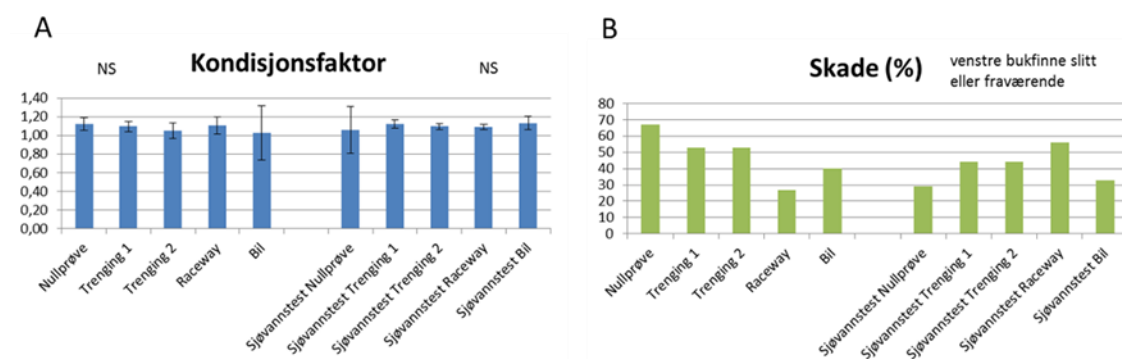 A
Kondisjonsfaktor
NS
NS
1,40
1,20
1,00
0,80
0,60
0,40
0,20
0,00
Nullprøve
Trenging 1
Trenging 2
Raceway
Bil
Sjøvannstest Nullprøve
Sjøvannstest Trenging 1
Sjøvannstest Trenging 2
Sjøvannstest Raceway
Sjøvannstest Bil
B
Skade (%)
venstre bukfinne slitt
eller fraværende
80
70
60
50
40
30
20
10
0
Nullprøve
Trenging 1
Trenging 2
Raceway
Bil
Sjøvannstest Nullprøve
Sjøvannstest Trenging 1
Sjøvannstest Trenging 2
Sjøvannstest Raceway
Sjøvannstest Bil